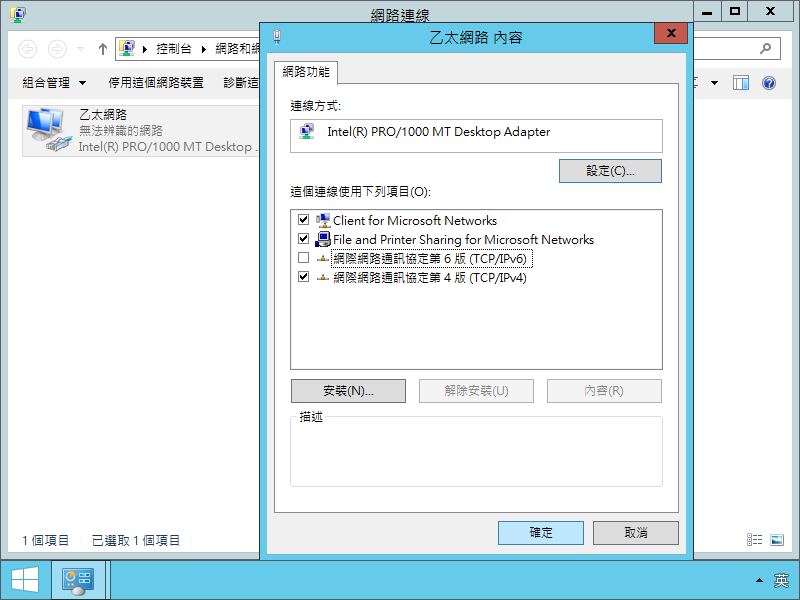 網路連線
控制台
網路和網
組合管理
停用這個網路裝置
診斷這
乙太網路
無法辨識的網路
Intel(R) PRO/1000 MT Desktop ...
乙太網路 內容
x
網路功能
連線方式:
Intel(R) PRO/1000 MT Desktop Adapter
設定(C)...
這個連線使用下列項目(O):
Client for Microsoft Networks
File and Printer Sharing for Microsoft Networks
網際網路通訊協定第 6 版 (TCP/IPv6)
網際網路通訊協定第 4 版 (TCP/IPv4)
安裝(N)...
解除安裝(U)
內容(R)
描述
確定
取消
1 個項目
已選取 1 個項目
英